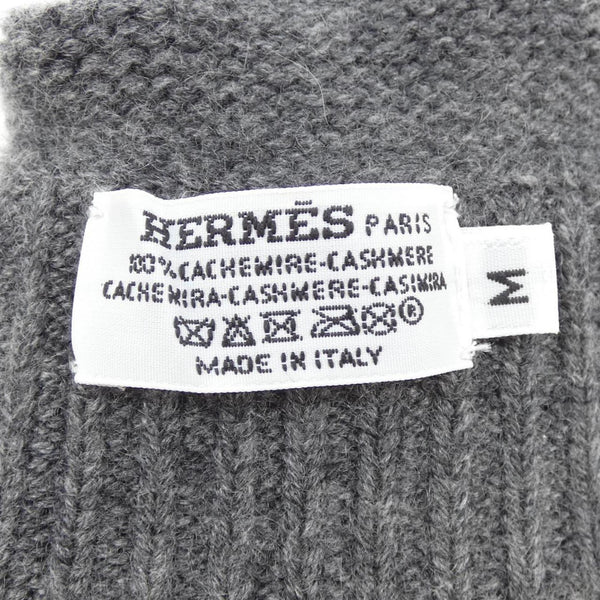 HERMÈS PARIS
100% CACHEMIRE-CASHMERE
CACHEMIRA-CASHMERE-CASIMIRA
®
MADE IN ITALY
M